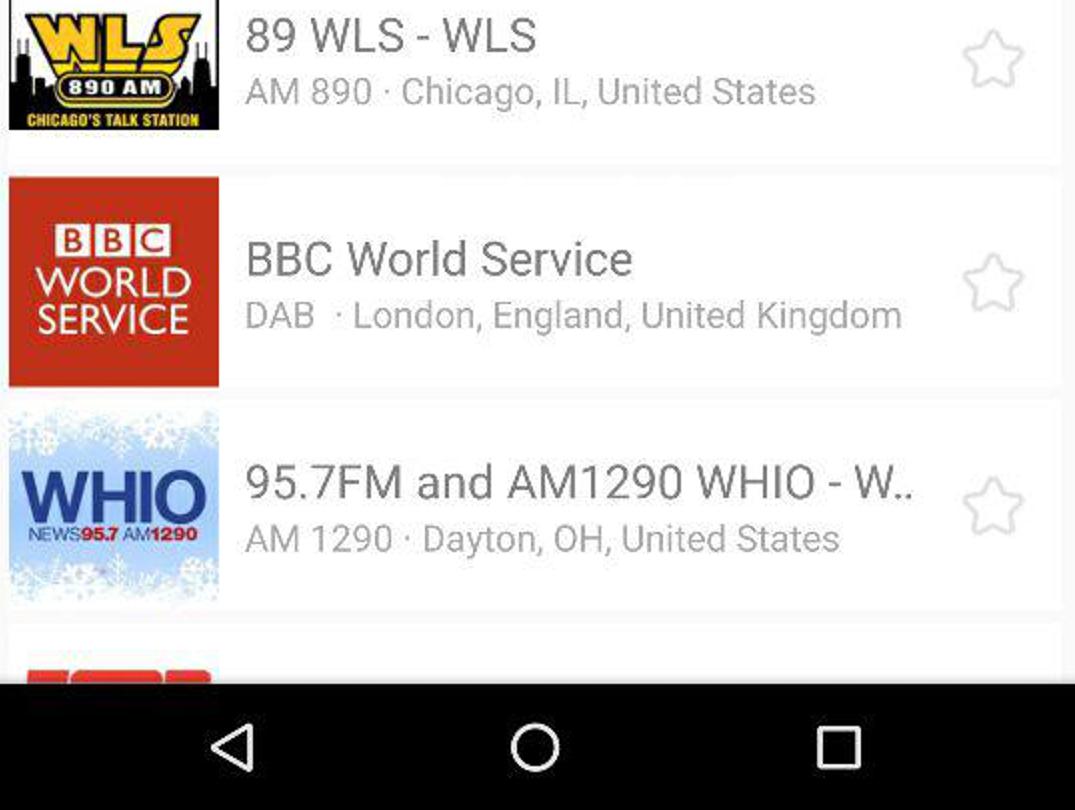 WLS
890 AM
CHICAGO'S TALK STATION
89 WLS - WLS
AM 890 · Chicago, IL, United States
BBC
WORLD
SERVICE
BBC World Service
DAB · London, England, United Kingdom
WHIO
NEWS95.7 AM1290
95.7FM and AM1290 WHIO - W..
AM 1290 · Dayton, OH, United States